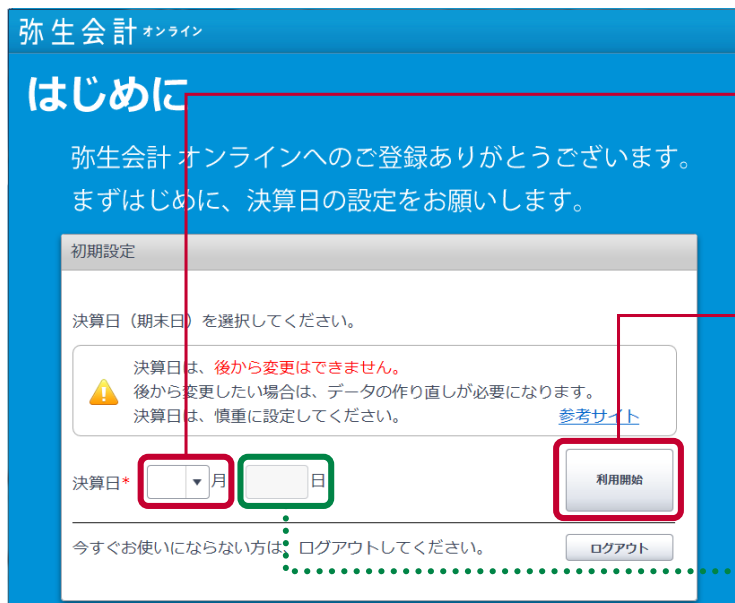 弥生会計 オンライン
はじめに
弥生会計 オンラインへのご登録ありがとうございます。
まずはじめに、決算日の設定をお願いします。
初期設定
決算日（期末日）を選択してください。
決算日は、後から変更はできません。
後から変更したい場合は、データの作り直しが必要になります。
決算日は、慎重に設定してください。 参考サイト
決算日* 月 日 利用開始
今すぐお使いにならない方は、ログアウトしてください。 ログアウト